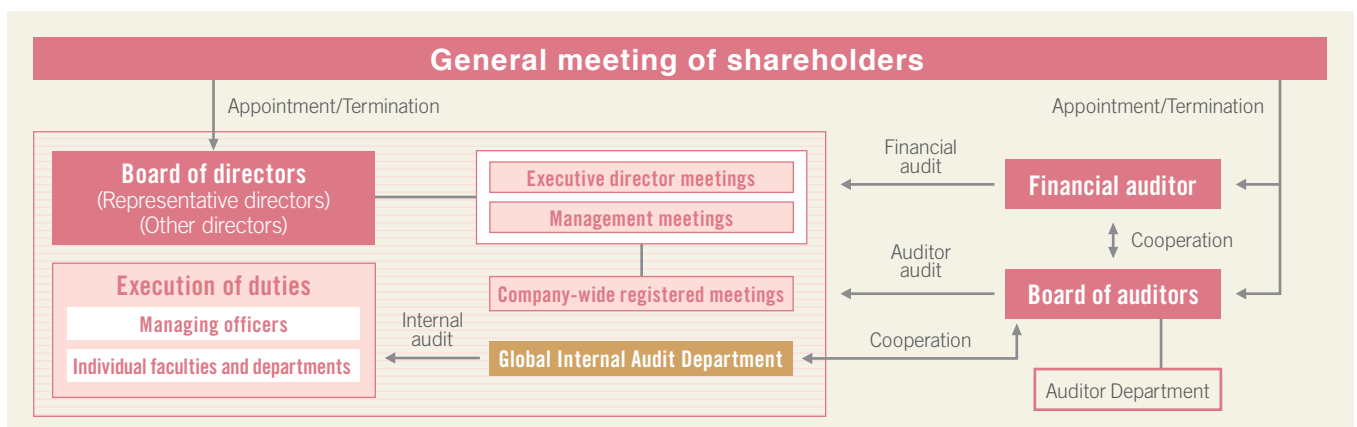 General meeting of shareholders
Appointment/Termination
Appointment/Termination
Board of directors
(Representative directors)
(Other directors)
Executive director meetings
Management meetings
Financial
audit
Financial auditor
Cooperation
Execution of duties
Managing officers
Individual faculties and departments
Company-wide registered meetings
Auditor
audit
Board of auditors
Internal
audit
Global Internal Audit Department
Cooperation
Auditor Department